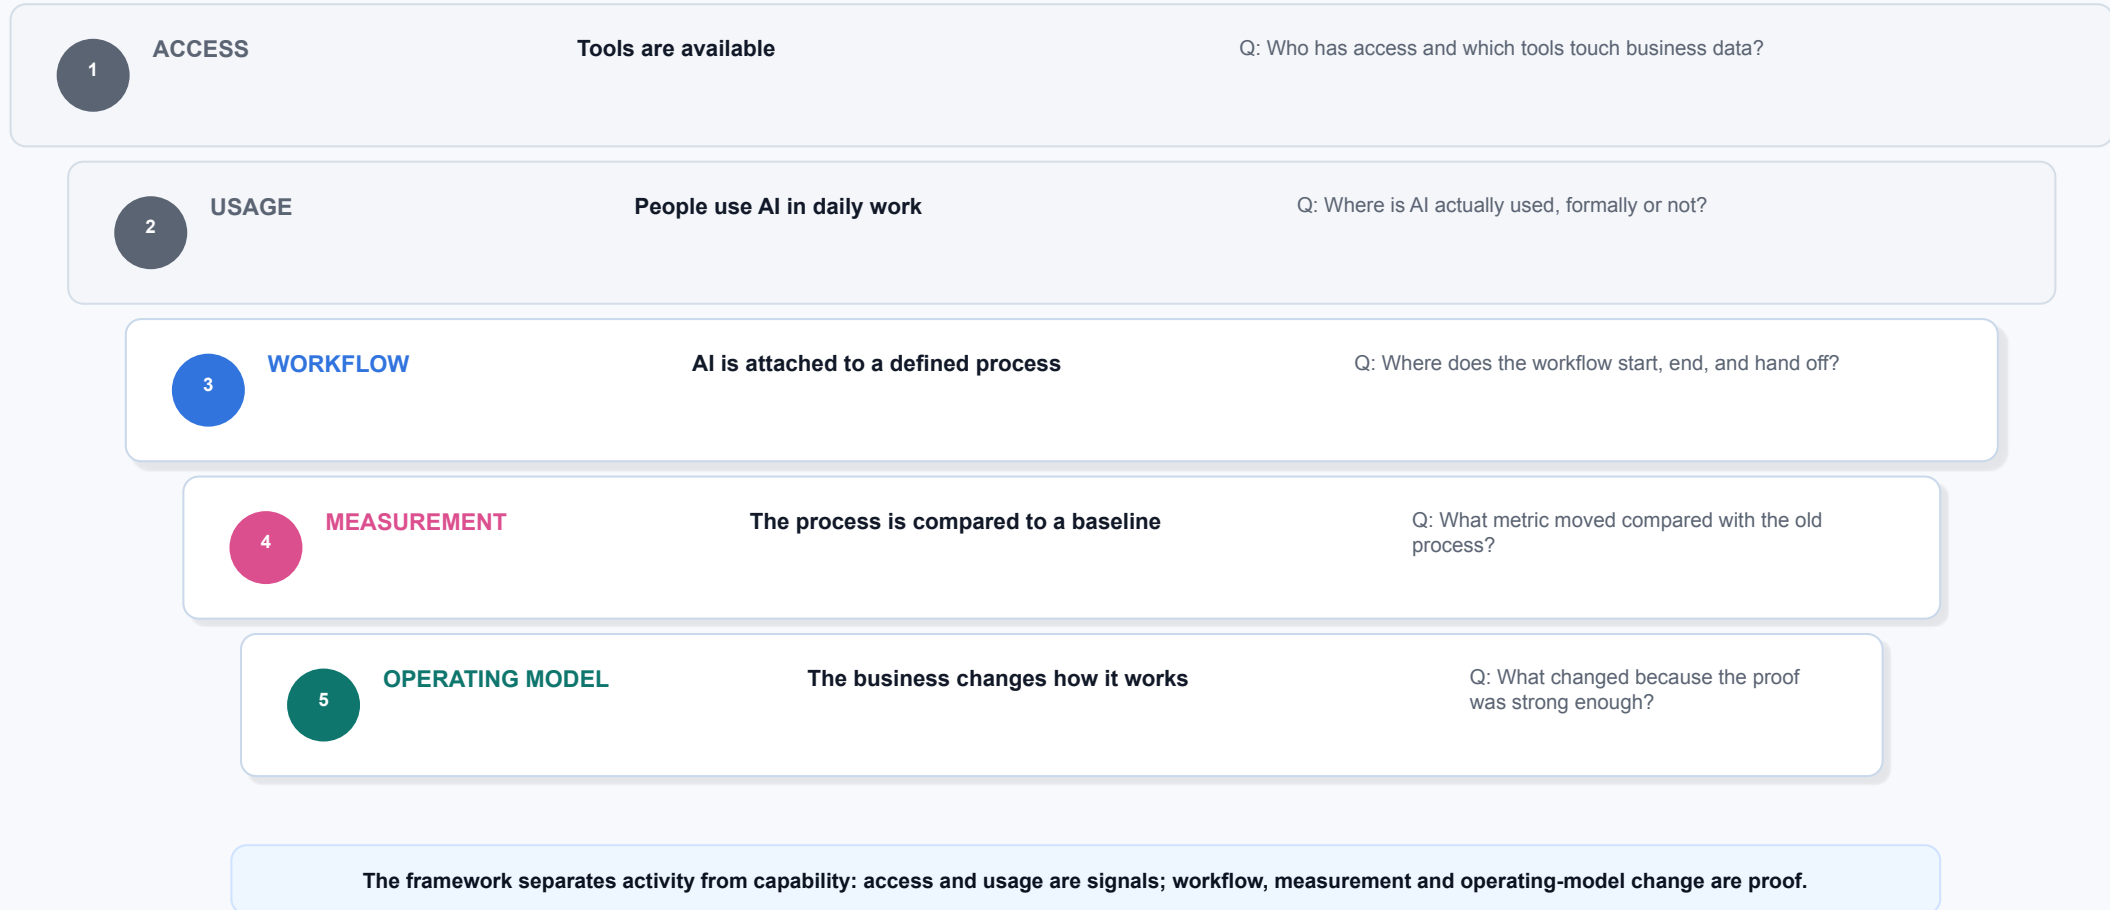 1
ACCESS
Tools are available
Q: Who has access and which tools touch business data?
2
USAGE
People use AI in daily work
Q: Where is AI actually used, formally or not?
3
WORKFLOW
AI is attached to a defined process
Q: Where does the workflow start, end, and hand off?
4
MEASUREMENT
The process is compared to a baseline
Q: What metric moved compared with the old
process?
5
OPERATING MODEL
The business changes how it works
Q: What changed because the proof
was strong enough?
The framework separates activity from capability: access and usage are signals; workflow, measurement and operating-model change are proof.